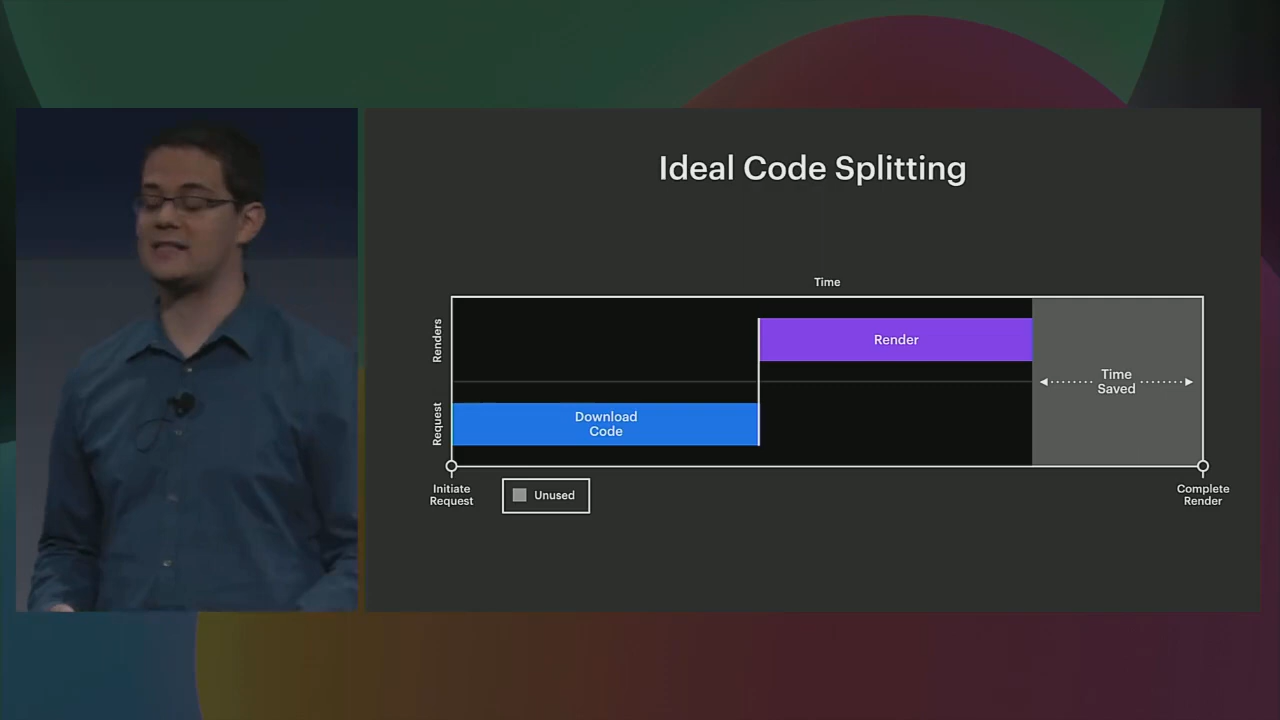 Ideal Code Splitting
Time
Renders
Render
Time
Saved
Request
Download
Code
Initiate
Request
Unused
Complete
Render